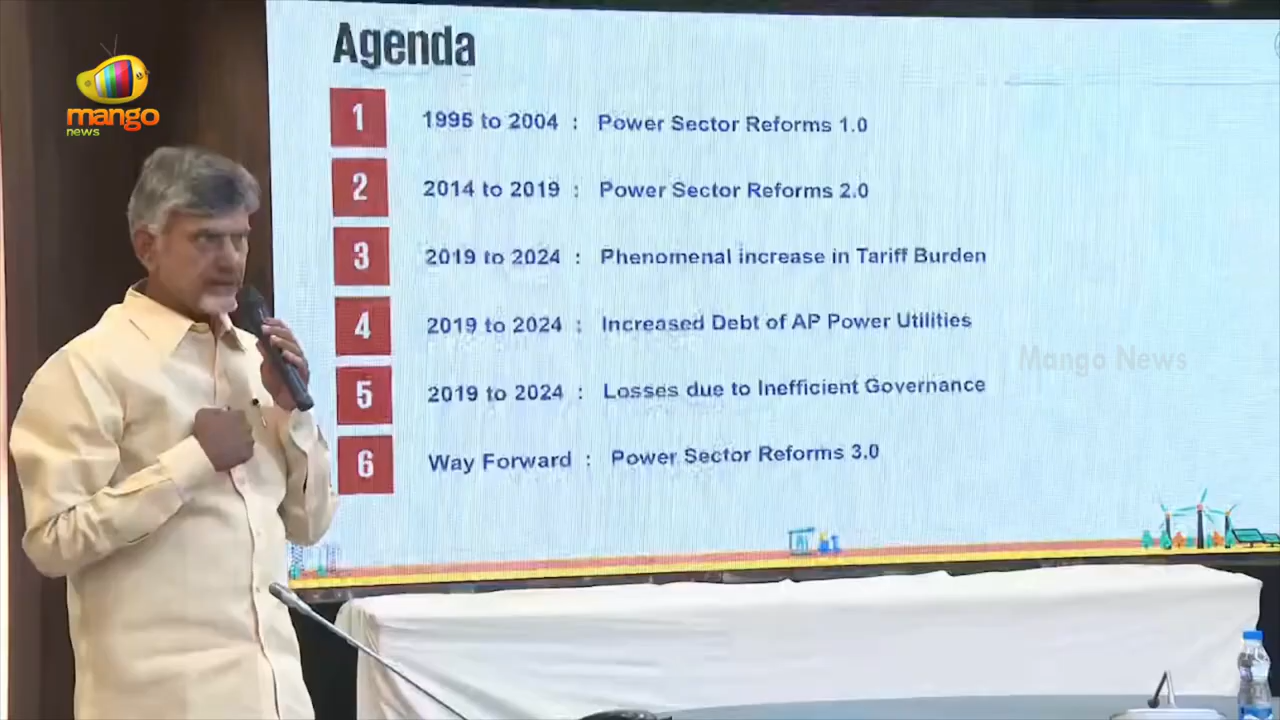 mango
news
Agenda
1 1995 to 2004 : Power Sector Reforms 1.0
2 2014 to 2019 : Power Sector Reforms 2.0
3 2019 to 2024 : Phenomenal increase in Tariff Burden
4 2019 to 2024 : Increased Debt of AP Power Utilities
5 2019 to 2024 : Losses due to Inefficient Governance
6 Way Forward : Power Sector Reforms 3.0
Mango News